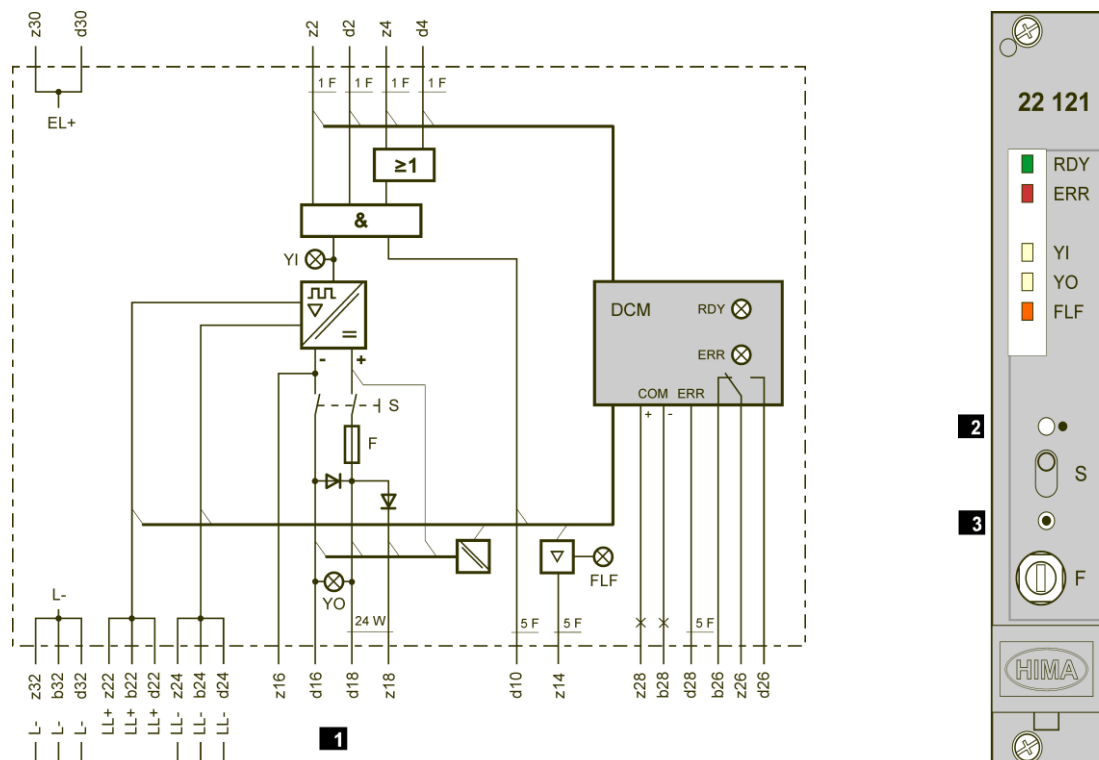 z30 d30 z2 d2 z4 d4
1 F 1 F 1 F 1 F
EL+
22 121
≥1
RDY
ERR
&
YI
YI
YO
DCM RDY
FLF
ERR
- +
COM ERR
+ -
S
2
F
S
3
FLF
F
YO
L-
24 W 5 F 5 F 5 F
HIMA
z32 b32 d32 z22 b22 d22 z24 b24 d24 z16 d16 d18 z18 d10 z14 z28 b28 d28 b26 z26 d26
L- L- L- LL+ LL+ LL+ LL- LL- LL-
1